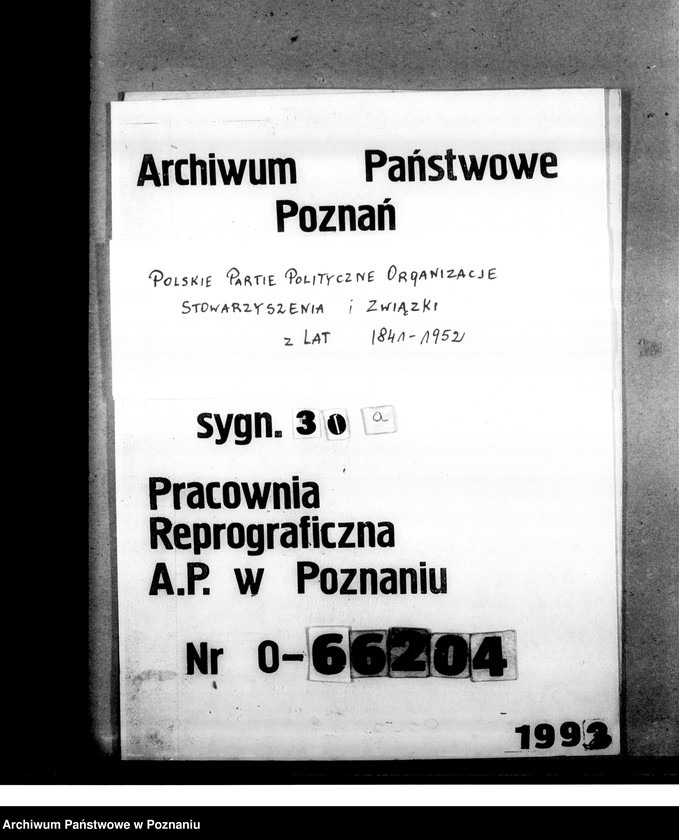 Archiwum Państwowe
Poznań
Polskie Partie Polityczne Organizacje
Stowarzyszenia i Związki
z lat 1841-1952
sygn. 30 a
Pracownia
Reprograficzna
A.P. w Poznaniu
Nr 0-66204
1993
Archiwum Państwowe w Poznaniu